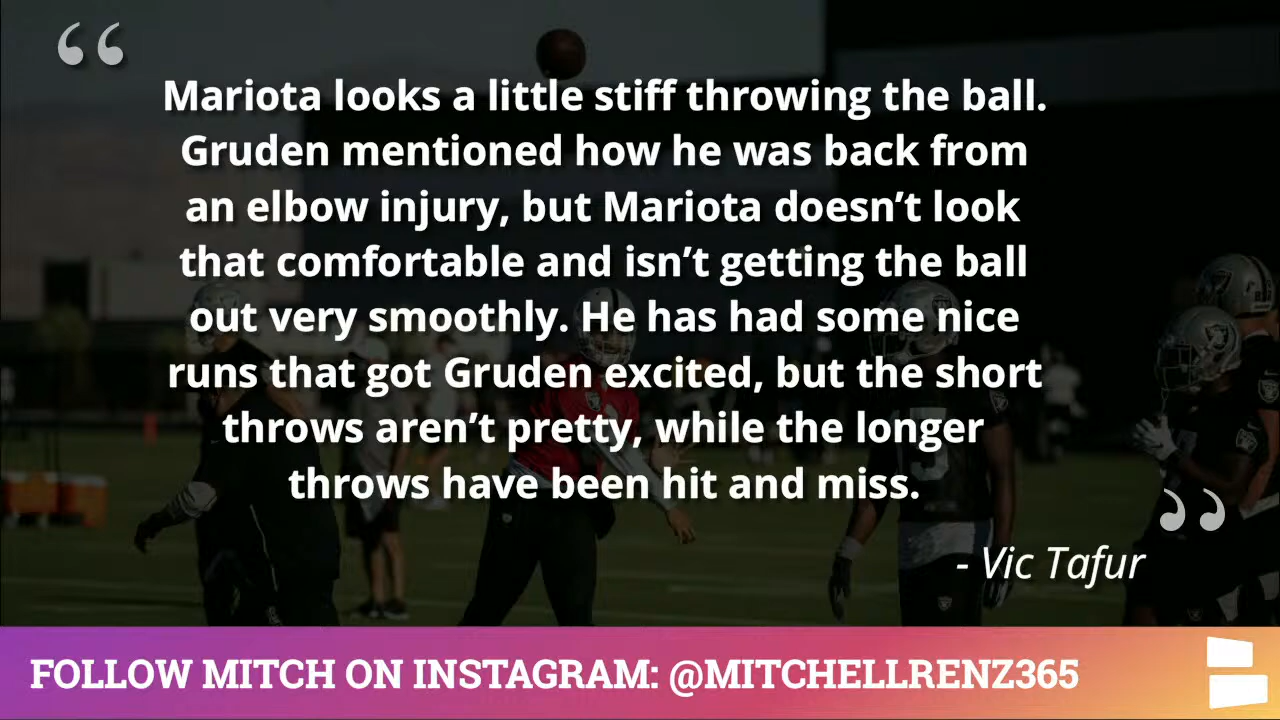 “
Mariota looks a little stiff throwing the ball.
Gruden mentioned how he was back from
an elbow injury, but Mariota doesn’t look
that comfortable and isn’t getting the ball
out very smoothly. He has had some nice
runs that got Gruden excited, but the short
throws aren’t pretty, while the longer
throws have been hit and miss.
”
- Vic Tafur
FOLLOW MITCH ON INSTAGRAM: @MITCHELLRENZ365